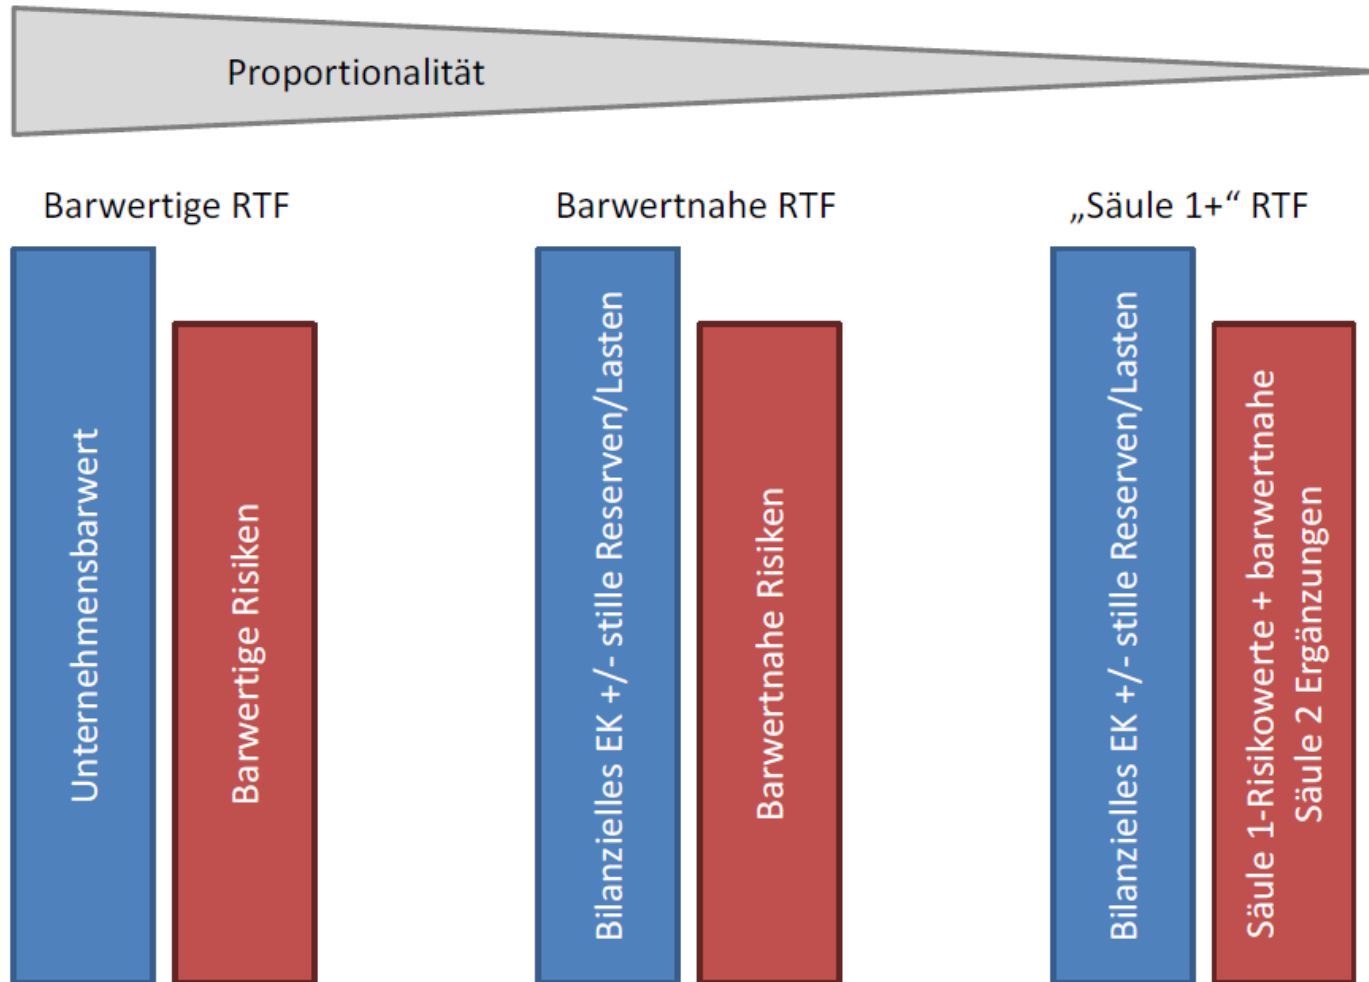 Proportionalität
Barwertige RTF
Barwertnahe RTF
„Säule 1+“ RTF
Unternehmensbarwert
Barwertige Risiken
Bilanzielles EK +/- stille Reserven/Lasten
Barwertnahe Risiken
Bilanzielles EK +/- stille Reserven/Lasten
Säule 1-Risikowerte + barwertnahe
Säule 2 Ergänzungen